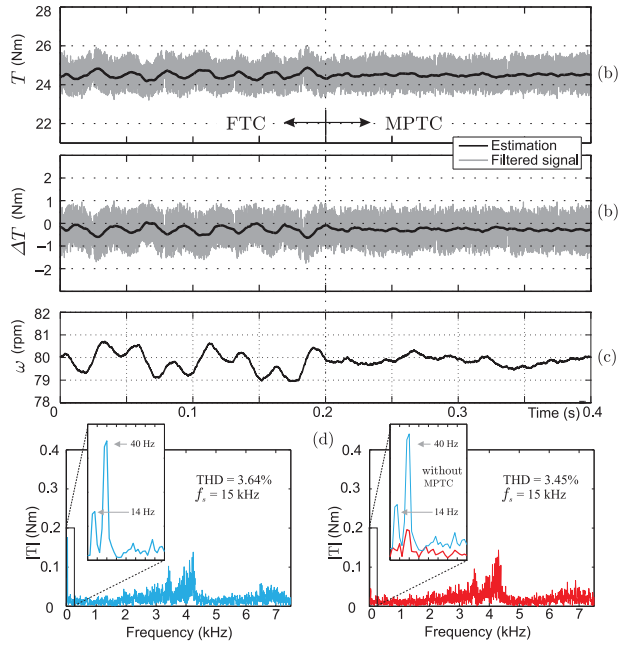 28
26
24
22
T (Nm)
(b)
FTC
MPTC
Estimation
Filtered signal
2
1
0
−1
−2
ΔT (Nm)
(b)
82
81
80
79
78
ω (rpm)
(c)
0 0.1 0.2 0.3 Time (s) 0.4
(d)
0.4
0.3
0.2
0.1
0
|T| (Nm)
40 Hz
14 Hz
THD = 3.64%
fs = 15 kHz
0 1 2 3 4 5 6 7
Frequency (kHz)
0.4
0.3
0.2
0.1
0
|T| (Nm)
40 Hz
without
MPTC
14 Hz
THD = 3.45%
fs = 15 kHz
0 1 2 3 4 5 6 7
Frequency (kHz)